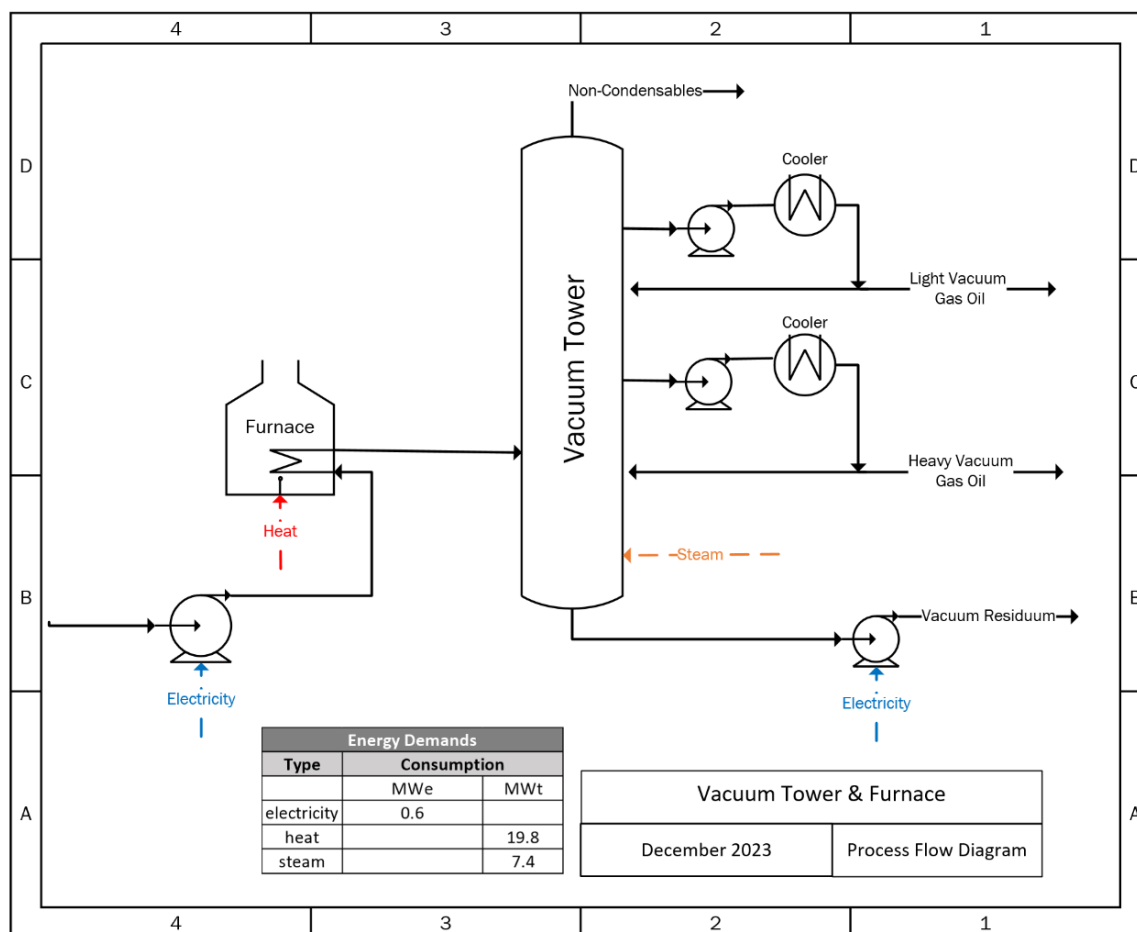 4 3 2 1
Non-Condensables
D D
Cooler
Light Vacuum
Gas Oil
Vacuum Tower
Cooler
C C
Furnace
Heavy Vacuum
Gas Oil
Heat
Steam
B B
Vacuum Residuum
Electricity
Electricity
Energy Demands
Type Consumption
MWe MWt
electricity 0.6
heat 19.8
steam 7.4
Vacuum Tower & Furnace
December 2023 Process Flow Diagram
A A
4 3 2 1